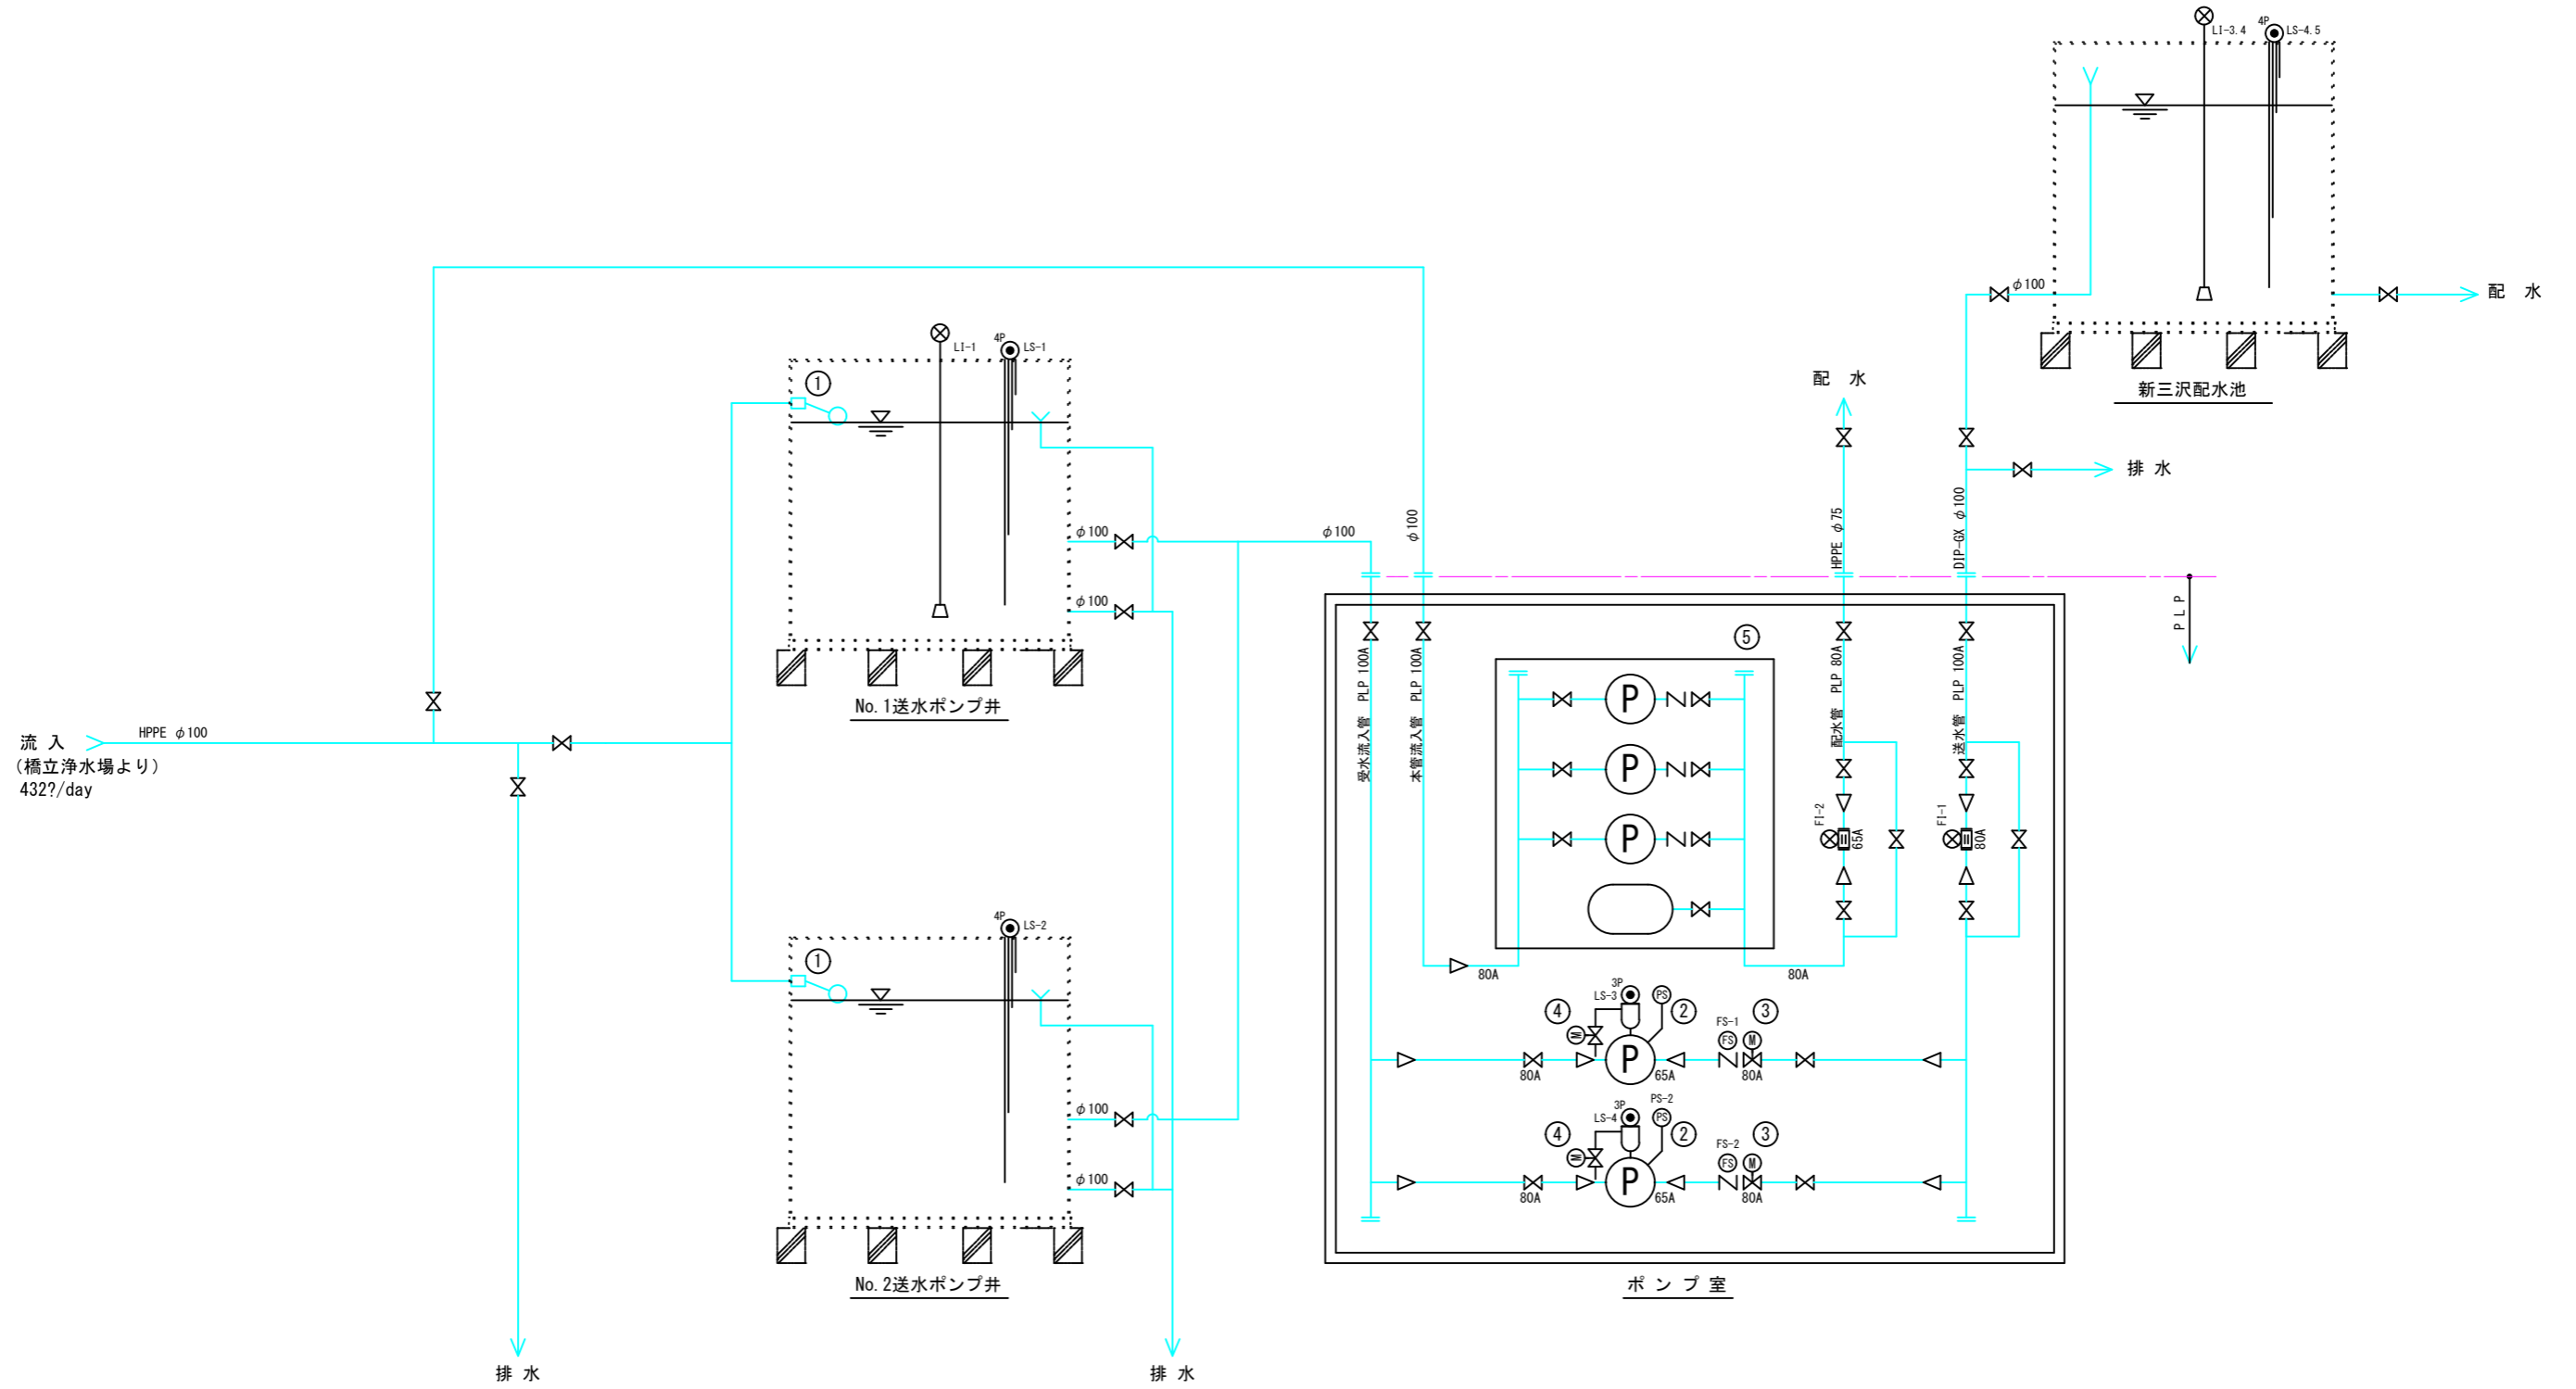 4P
LI-3.4
LS-4.5
φ100
配 水
新三沢配水池
配 水
排 水
4P
LI-1
LS-1
①
φ100
φ100
φ100
φ100
HPPE φ75
DIP-GX φ100
PLP
No.1送水ポンプ井
流 入
(橋立浄水場より)
432?/day
HPPE φ100
受水流入管 PLP 100A
本管流入管 PLP 100A
⑤
配水管 PLP 80A
送水管 PLP 100A
P
P
P
FI-2
65A
FI-1
80A
80A
80A
4P
LS-2
①
φ100
φ100
No.2送水ポンプ井
④
3P
LS-3
PS
②
FS-1
③
M
FS
M
P
80A
65A
80A
④
3P
LS-4
PS-2
PS
②
FS-2
③
M
FS
M
P
80A
65A
80A
ポ ン プ 室
排 水
排 水